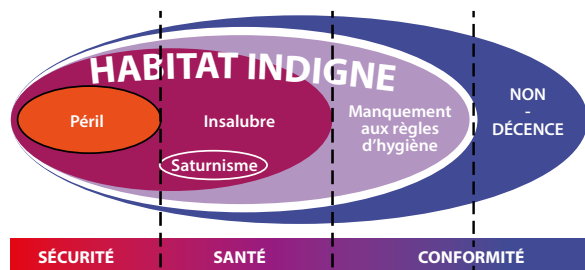 HABITAT INDIGNE
Péril
Insalubre
Saturnisme
Manquement
aux règles
d'hygiène
NON
-
DÉCENCE
SÉCURITÉ
SANTÉ
CONFORMITÉ